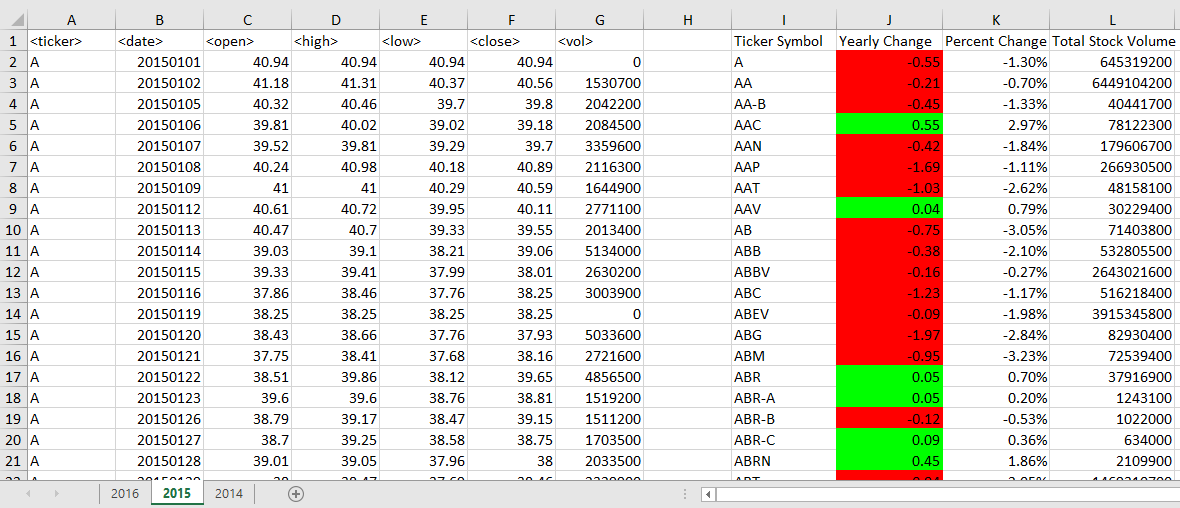 A B C D E F G H I J K L
1 <ticker> <date> <open> <high> <low> <close> <vol> Ticker Symbol Yearly Change Percent Change Total Stock Volume
2 A 20150101 40.94 40.94 40.94 40.94 0 A -0.55 -1.30% 645319200
3 A 20150102 41.18 41.31 40.37 40.56 1530700 AA -0.21 -0.70% 6449104200
4 A 20150105 40.32 40.46 39.7 39.8 2042200 AA-B -0.45 -1.33% 40441700
5 A 20150106 39.81 40.02 39.02 39.18 2084500 AAC 0.55 2.97% 78122300
6 A 20150107 39.52 39.81 39.29 39.7 3359600 AAN -0.42 -1.84% 179606700
7 A 20150108 40.24 40.98 40.18 40.89 2116300 AAP -1.69 -1.11% 266930500
8 A 20150109 41 41 40.29 40.59 1644900 AAT -1.03 -2.62% 48158100
9 A 20150112 40.61 40.72 39.95 40.11 2771100 AAV 0.04 0.79% 30229400
10 A 20150113 40.47 40.7 39.33 39.55 2013400 AB -0.75 -3.05% 71403800
11 A 20150114 39.03 39.1 38.21 39.06 5134000 ABB -0.38 -2.10% 532805500
12 A 20150115 39.33 39.41 37.99 38.01 2630200 ABBV -0.16 -0.27% 2643021600
13 A 20150116 37.86 38.46 37.76 38.25 3003900 ABC -1.23 -1.17% 516218400
14 A 20150119 38.25 38.25 38.25 38.25 0 ABEV -0.09 -1.98% 3915345800
15 A 20150120 38.43 38.66 37.76 37.93 5033600 ABG -1.97 -2.84% 82930400
16 A 20150121 37.75 38.41 37.68 38.16 2721600 ABM -0.95 -3.23% 72539400
17 A 20150122 38.51 39.86 38.12 39.65 4856500 ABR 0.05 0.70% 37916900
18 A 20150123 39.6 39.6 38.76 38.81 1519200 ABR-A 0.05 0.20% 1243100
19 A 20150126 38.79 39.17 38.47 39.15 1511200 ABR-B -0.12 -0.53% 1022000
20 A 20150127 38.7 39.25 38.58 38.75 1703500 ABR-C 0.09 0.36% 634000
21 A 20150128 39.01 39.05 37.96 38 2033500 ABRN 0.45 1.86% 2109900
2016 2015 2014